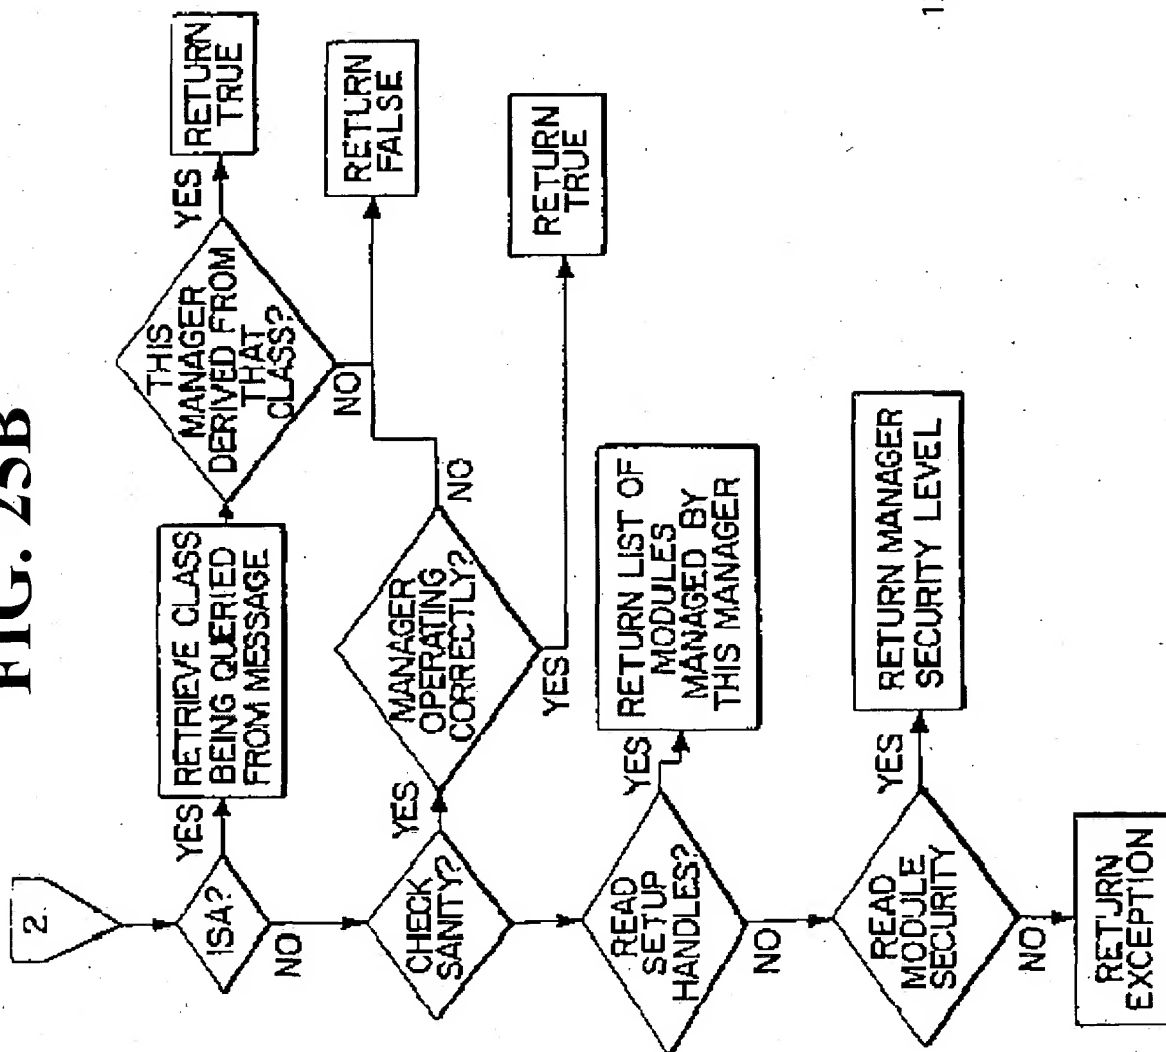 FIG. 25B
2
ISA?
YES
NO
RETRIEVE CLASS
BEING QUERIED
FROM MESSAGE
THIS
MANAGER
DERIVED FROM
THAT
CLASS?
YES
RETURN
TRUE
NO
RETURN
FALSE
CHECK
SANITY?
YES
MANAGER
OPERATING
CORRECTLY?
NO
YES
RETURN
TRUE
READ
SETUP
HANDLES?
YES
RETURN LIST OF
MODULES
MANAGED BY
THIS MANAGER
NO
READ
MODULE
SECURITY
YES
RETURN MANAGER
SECURITY LEVEL
NO
RETURN
EXCEPTION